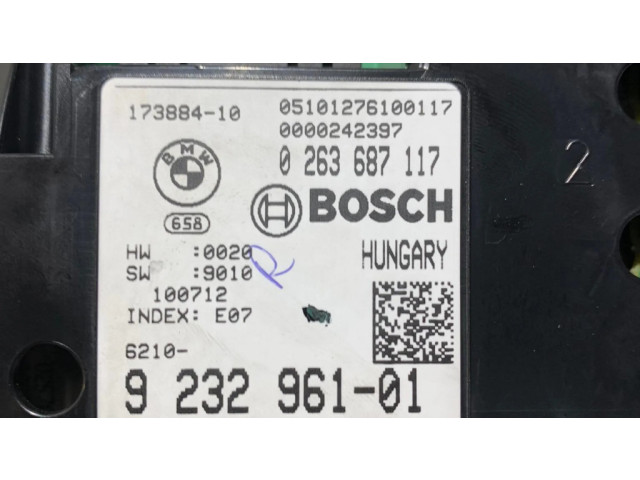 173884-10
05101276100117
0000242397
BMW
0 263 687 117
658
BOSCH
HW :0020
SW :9010
R
HUNGARY
100712
INDEX: E07
6210-
9 232 961-01
2